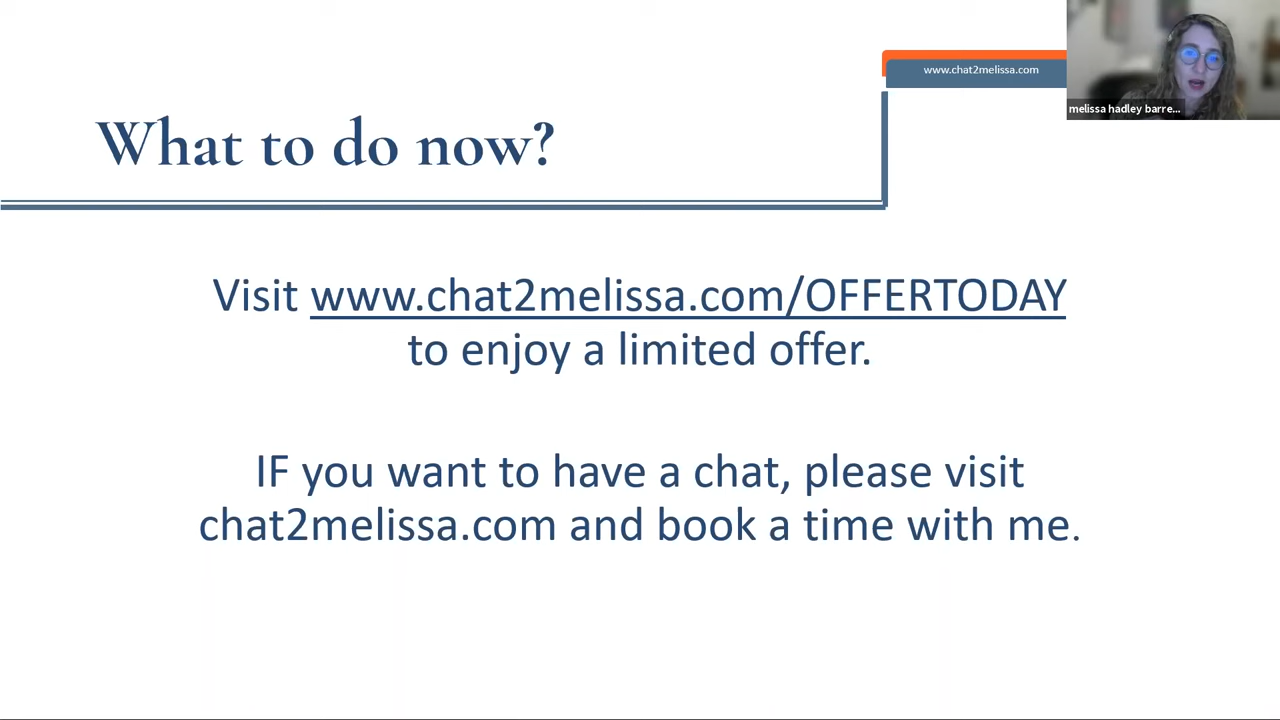 www.chat2melissa.com
melissa hadley barre...
What to do now?
Visit www.chat2melissa.com/OFFERTODAY
to enjoy a limited offer.
IF you want to have a chat, please visit
chat2melissa.com and book a time with me.